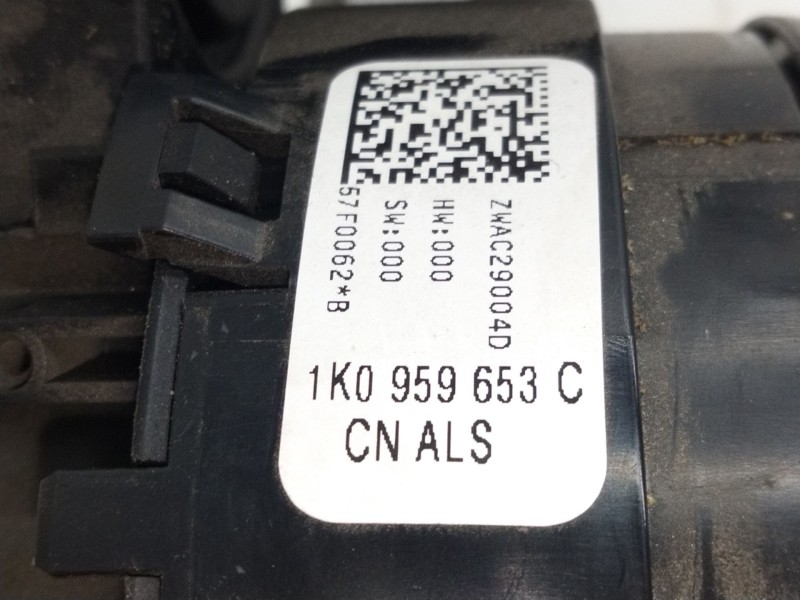 ZWAC29004D
HW:000
SW:000
57F0062*B
1K0 959 653 C
CN ALS